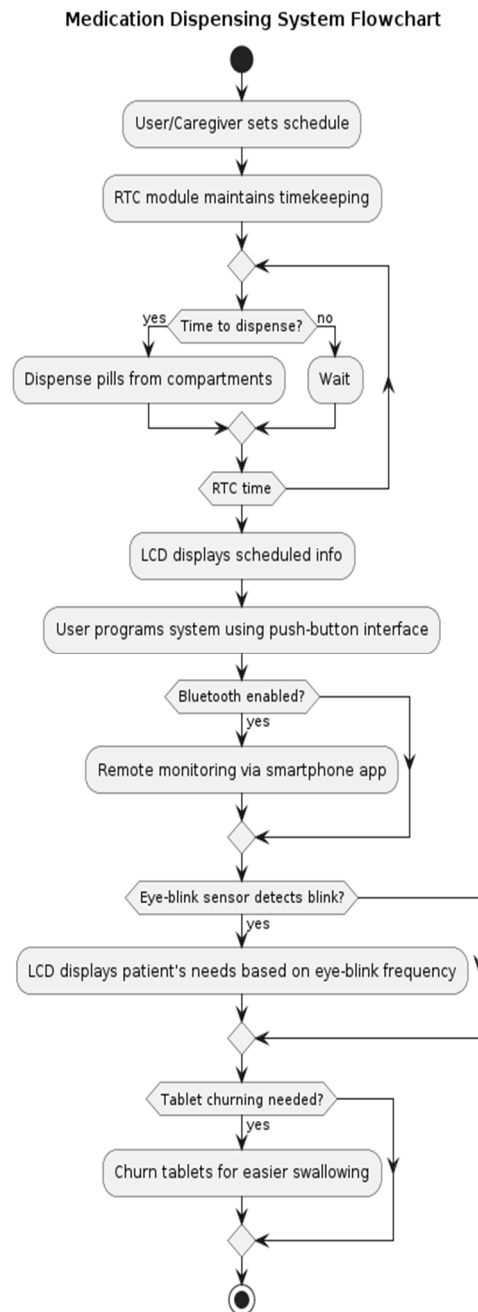 Medication Dispensing System Flowchart
User/Caregiver sets schedule
RTC module maintains timekeeping
yes
Time to dispense?
no
Dispense pills from compartments
Wait
RTC time
LCD displays scheduled info
User programs system using push-button interface
Bluetooth enabled?
yes
Remote monitoring via smartphone app
Eye-blink sensor detects blink?
yes
LCD displays patient's needs based on eye-blink frequency
Tablet churning needed?
yes
Churn tablets for easier swallowing